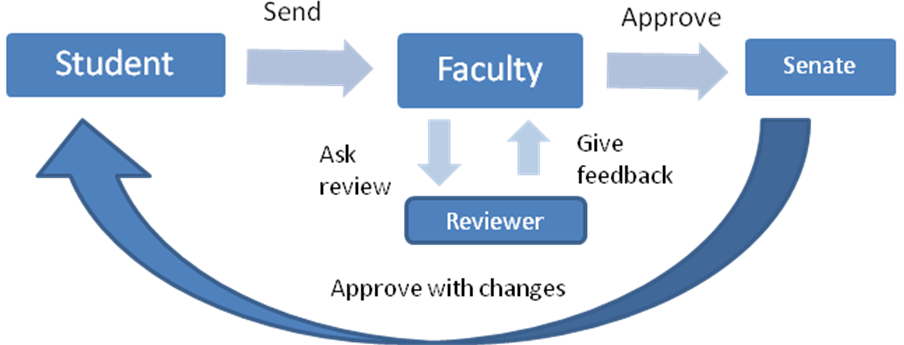 Send
Approve
Student
Faculty
Senate
Ask
review
Give
feedback
Reviewer
Approve with changes